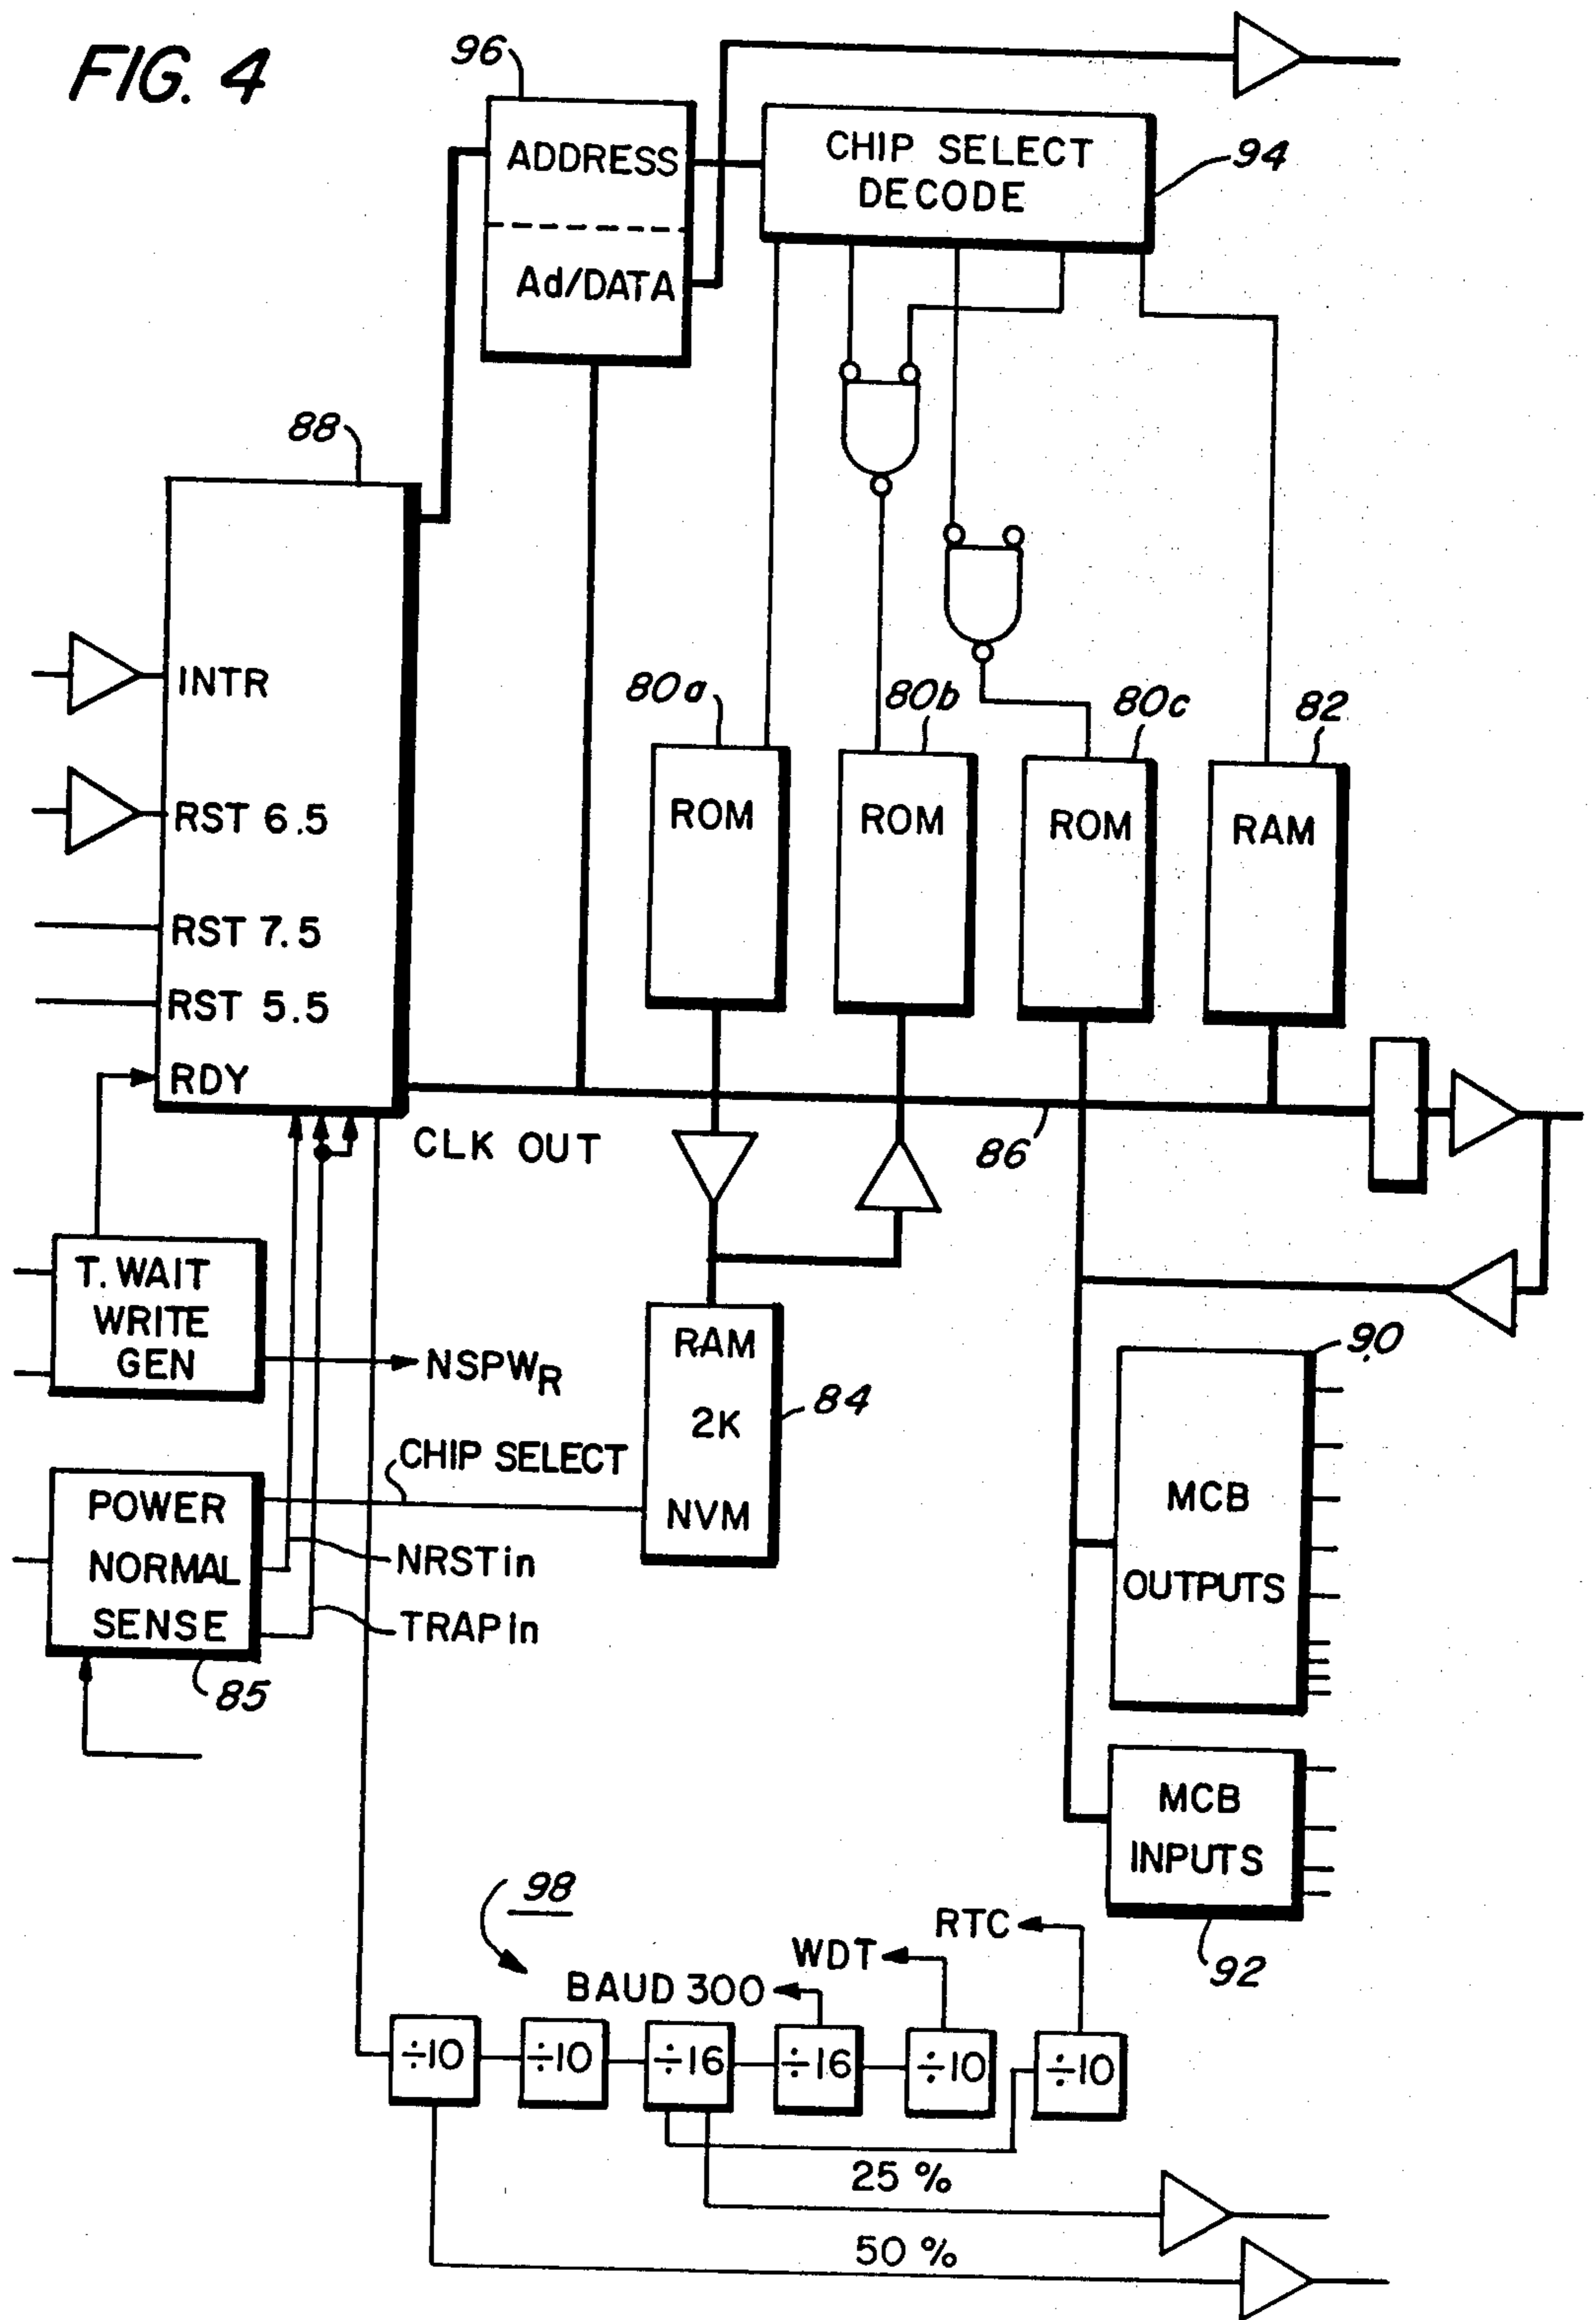 FIG. 4
96
ADDRESS
Ad/DATA
CHIP SELECT
DECODE
94
88
INTR
RST 6.5
RST 7.5
RST 5.5
RDY
CLK OUT
80a
ROM
80b
ROM
80c
ROM
82
RAM
86
T. WAIT
WRITE
GEN
NSPWR
RAM
2K
NVM
84
CHIP SELECT
POWER
NORMAL
SENSE
85
NRSTin
TRAPin
90
MCB
OUTPUTS
MCB
INPUTS
92
98
BAUD 300
WDT
RTC
÷10
÷10
÷16
÷16
÷10
÷10
25 %
50 %